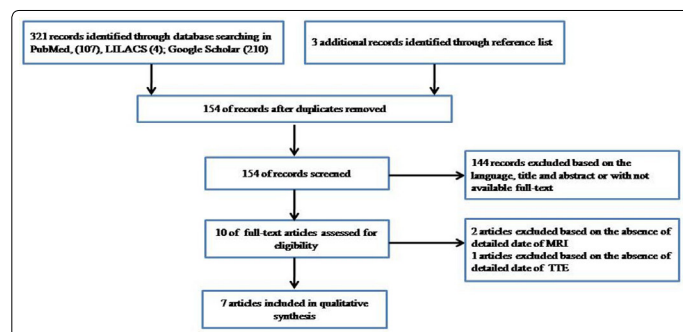 321 records identified through database searching in
PubMed, (107), LILACS (4); Google Scholar (210)
3 additional records identified through reference list
154 of records after duplicates removed
154 of records screened
144 records excluded based on the
language, title and abstract or with not
available full-text
10 of full-text articles assessed for
eligibility
2 articles excluded based on the absence of
detailed date of MRI
1 articles excluded based on the absence of
detailed date of TTE
7 articles included in qualitative
synthesis